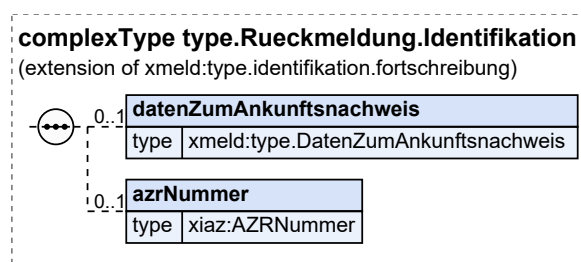 complexType type.Rueckmeldung.Identifikation
(extension of xmeld:type.identifikation.fortschreibung)
0..1 datenZumAnkunftsnachweis
type xmeld:type.DatenZumAnkunftsnachweis
0..1 azrNummer
type xiaz:AZRNummer